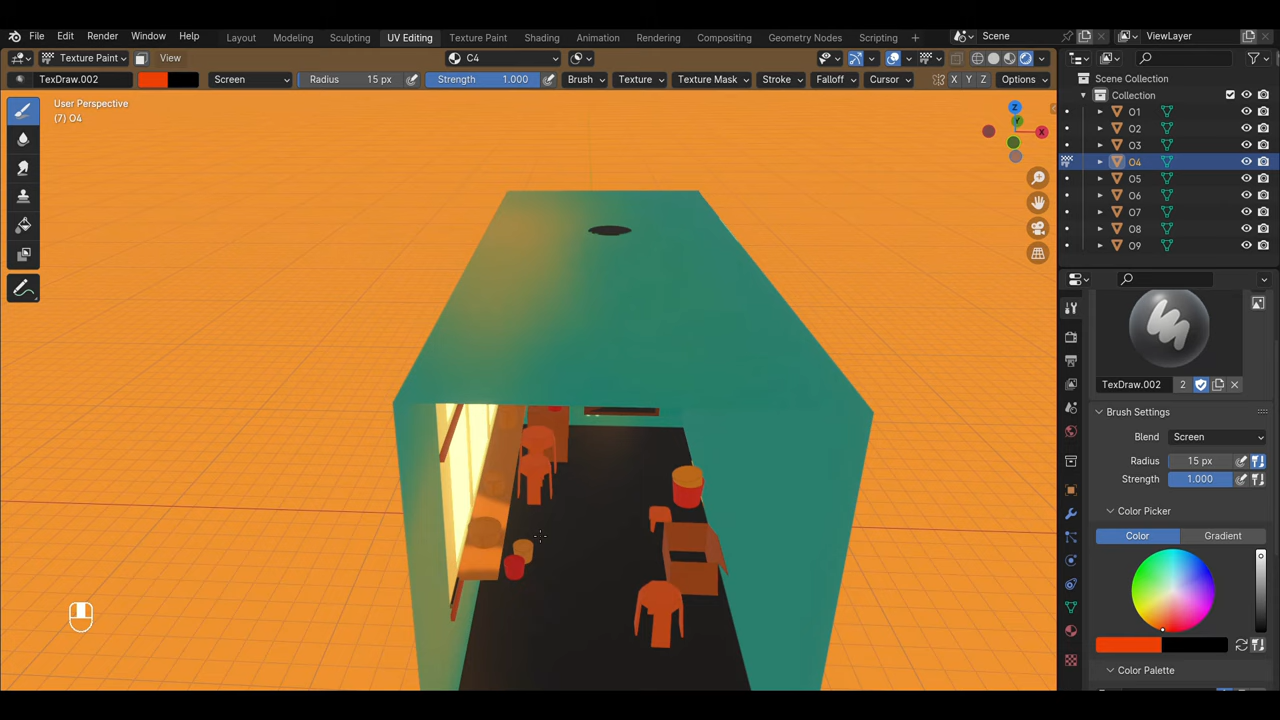 File Edit Render Window Help Layout Modeling Sculpting UV Editing Texture Paint Shading Animation Rendering Compositing Geometry Nodes Scripting + Scene ViewLayer
Texture Paint View C4
TexDraw.002 Screen Radius 15 px Strength 1.000 Brush Texture Texture Mask Stroke Falloff Cursor X Y Z Options
User Perspective
(7) O4
Z
Y
X
Scene Collection
Collection
O1
O2
O3
O4
O5
O6
O7
O8
O9
TexDraw.002 2
Brush Settings
Blend Screen
Radius 15 px
Strength 1.000
Color Picker
Color Gradient
Color Palette